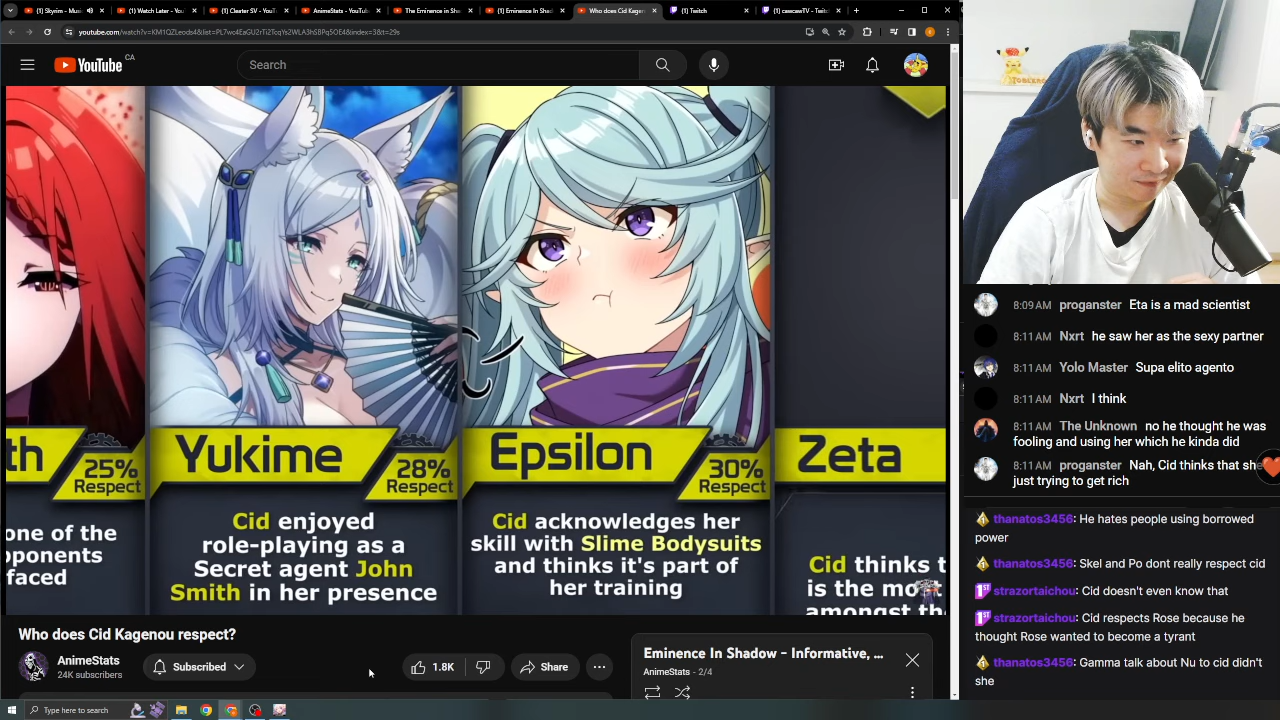 (1) Skyrim - Musi
(1) Watch Later - You
(1) Clerter SV - YouT
AnimeStats - YouTub
The Eminence in Sh
(1) Eminence In Shad
Who does Cid Kagen
(1) Twitch
(1) cawcawTV - Twitc
youtube.com/watch?v=KM1QZLeods4&list=PL7wo4EaGU2rTi2TcqYs2WLA3hSBPq5OE4&index=3&t=29s
YouTube CA
Search
th
25%
Respect
one of the
pponents
faced
Yukime
28%
Respect
Cid enjoyed
role-playing as a
Secret agent John
Smith in her presence
Epsilon
30%
Respect
Cid acknowledges her
skill with Slime Bodysuits
and thinks it's part of
her training
Zeta
Cid thinks t
is the mo
amongst th
Who does Cid Kagenou respect?
AnimeStats
24K subscribers
Subscribed
1.8K
Share
Eminence In Shadow - Informative, ...
AnimeStats - 2/4
Type here to search
8:09 AM proganster Eta is a mad scientist
8:11 AM Nxrt he saw her as the sexy partner
8:11 AM Yolo Master Supa elito agento
8:11 AM Nxrt I think
8:11 AM The Unknown no he thought he was
fooling and using her which he kinda did
8:11 AM proganster Nah, Cid thinks that she
just trying to get rich
thanatos3456: He hates people using borrowed
power
thanatos3456: Skel and Po dont really respect cid
strazortaichou: Cid doesn't even know that
strazortaichou: Cid respects Rose because he
thought Rose wanted to become a tyrant
thanatos3456: Gamma talk about Nu to cid didn't
she